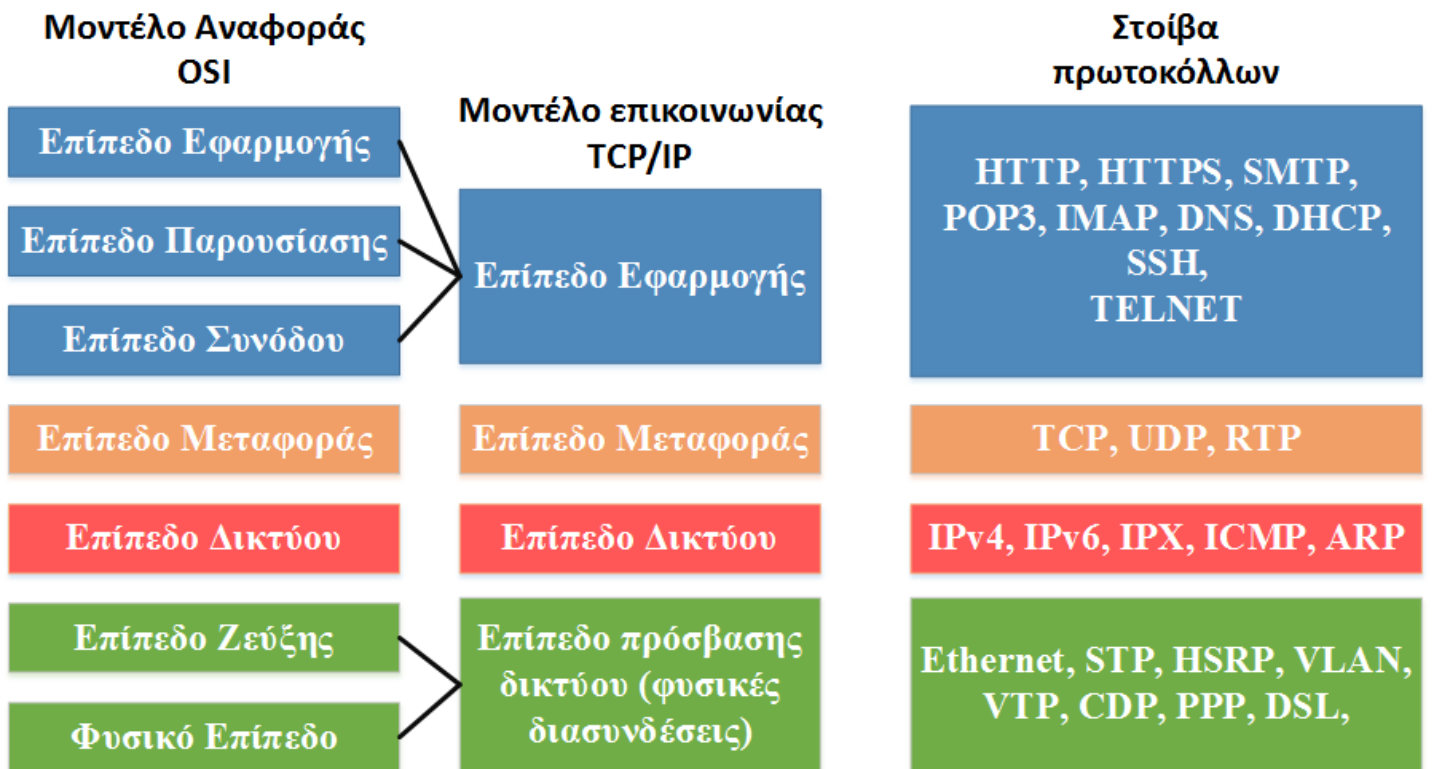 Μοντέλο Αναφοράς
OSI
Επίπεδο Εφαρμογής
Επίπεδο Παρουσίασης
Επίπεδο Συνόδου
Επίπεδο Μεταφοράς
Επίπεδο Δικτύου
Επίπεδο Ζεύξης
Φυσικό Επίπεδο
Μοντέλο επικοινωνίας
TCP/IP
Επίπεδο Εφαρμογής
Επίπεδο Μεταφοράς
Επίπεδο Δικτύου
Επίπεδο πρόσβασης
δικτύου (φυσικές
διασυνδέσεις)
Στοίβα
πρωτοκόλλων
HTTP, HTTPS, SMTP,
POP3, IMAP, DNS, DHCP,
SSH,
TELNET
TCP, UDP, RTP
IPv4, IPv6, IPX, ICMP, ARP
Ethernet, STP, HSRP, VLAN,
VTP, CDP, PPP, DSL,